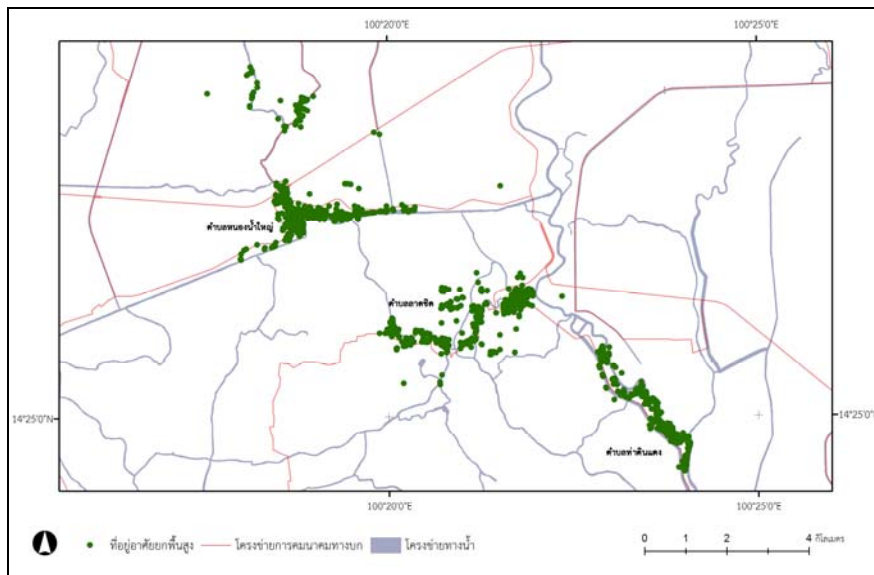 100°20'0"E 100°25'0"E
ตำบลหนองน้ำใหญ่
ตำบลลาดชิด
14°25'0"N 14°25'0"N
ตำบลท่าดินแดง
100°20'0"E 100°25'0"E
ที่อยู่อาศัยยกพื้นสูง โครงข่ายการคมนาคมทางบก โครงข่ายทางน้ำ
0 1 2 4 กิโลเมตร